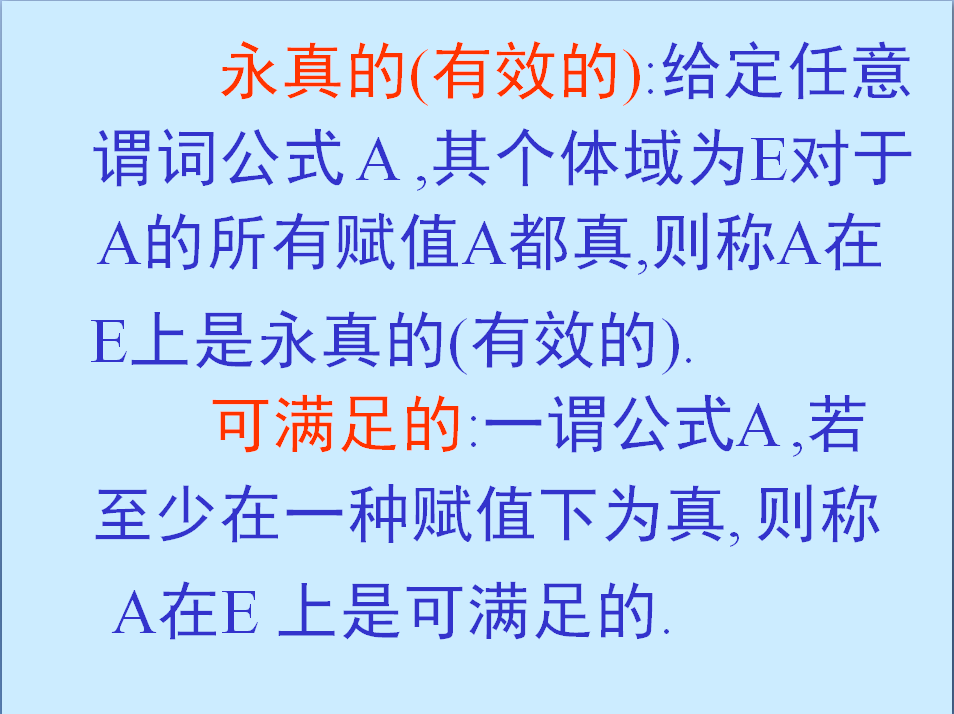 永真的(有效的):给定任意
谓词公式 A ,其个体域为E对于
A的所有赋值A都真,则称A在
E上是永真的(有效的).
可满足的:一谓公式A ,若
至少在一种赋值下为真, 则称
A在E 上是可满足的.